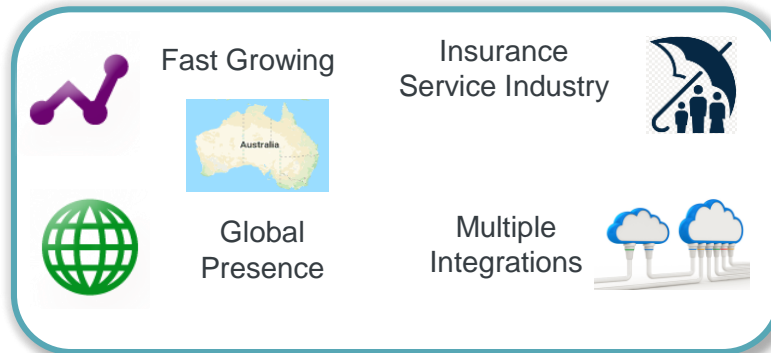 Fast Growing
Insurance
Service Industry
Australia
Global
Presence
Multiple
Integrations